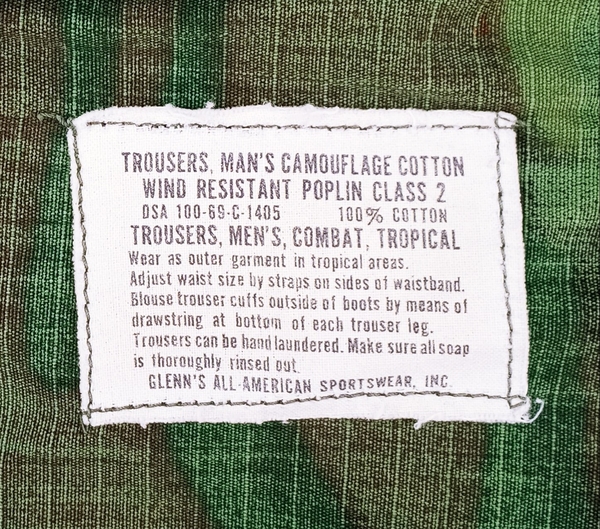 TROUSERS, MAN'S CAMOUFLAGE COTTON
WIND RESISTANT POPLIN CLASS 2
DSA 100-69-C-1405 100% COTTON
TROUSERS, MEN'S, COMBAT, TROPICAL
Wear as outer garment in tropical areas.
Adjust waist size by straps on sides of waistband.
Blouse trouser cuffs outside of boots by means of
drawstring at bottom of each trouser leg.
Trousers can be hand laundered. Make sure all soap
is thoroughly rinsed out.
GLENN'S ALL-AMERICAN SPORTSWEAR, INC.